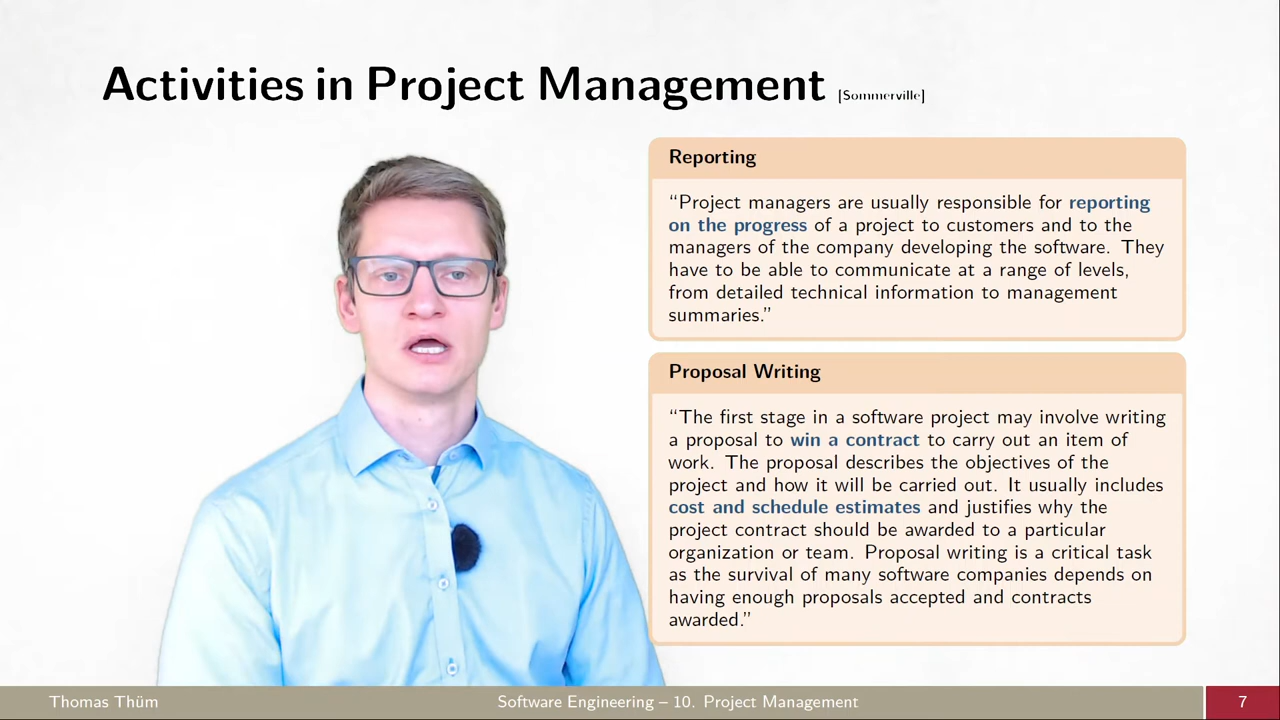 Activities in Project Management [Sommerville]
Reporting
“Project managers are usually responsible for reporting
on the progress of a project to customers and to the
managers of the company developing the software. They
have to be able to communicate at a range of levels,
from detailed technical information to management
summaries.”
Proposal Writing
“The first stage in a software project may involve writing
a proposal to win a contract to carry out an item of
work. The proposal describes the objectives of the
project and how it will be carried out. It usually includes
cost and schedule estimates and justifies why the
project contract should be awarded to a particular
organization or team. Proposal writing is a critical task
as the survival of many software companies depends on
having enough proposals accepted and contracts
awarded.”
Thomas Thüm
Software Engineering – 10. Project Management
7